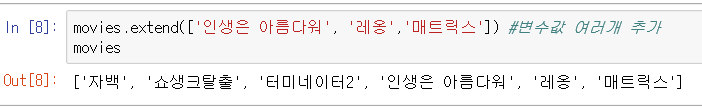 In [8]: movies.extend(['인생은 아름다워', '레옹','매트릭스']) #변수값 여러개 추가
movies
Out[8]: ['자백', '쇼생크탈출', '터미네이터2', '인생은 아름다워', '레옹', '매트릭스']